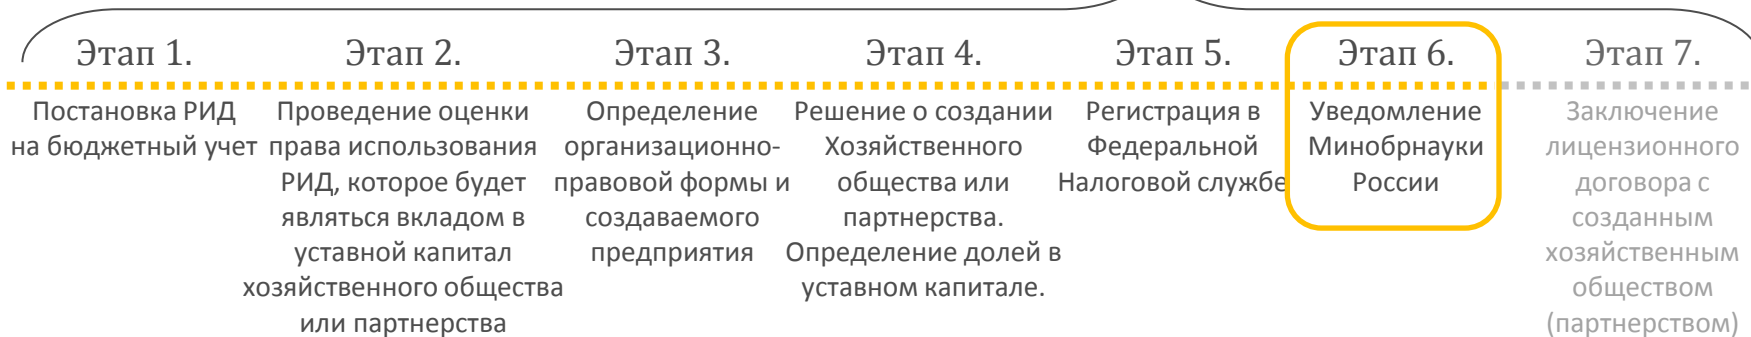 Этап 1.
Постановка РИД
на бюджетный учет
Этап 2.
Проведение оценки
права использования
РИД, которое будет
являться вкладом в
уставной капитал
хозяйственного общества
или партнерства
Этап 3.
Определение
организационно-
правовой формы и
создаваемого
предприятия
Этап 4.
Решение о создании
Хозяйственного
общества или
партнерства.
Определение долей в
уставном капитале.
Этап 5.
Регистрация в
Федеральной
Налоговой службе
Этап 6.
Уведомление
Минобрнауки
России
Этап 7.
Заключение
лицензионного
договора с
созданным
хозяйственным
обществом
(партнерством)